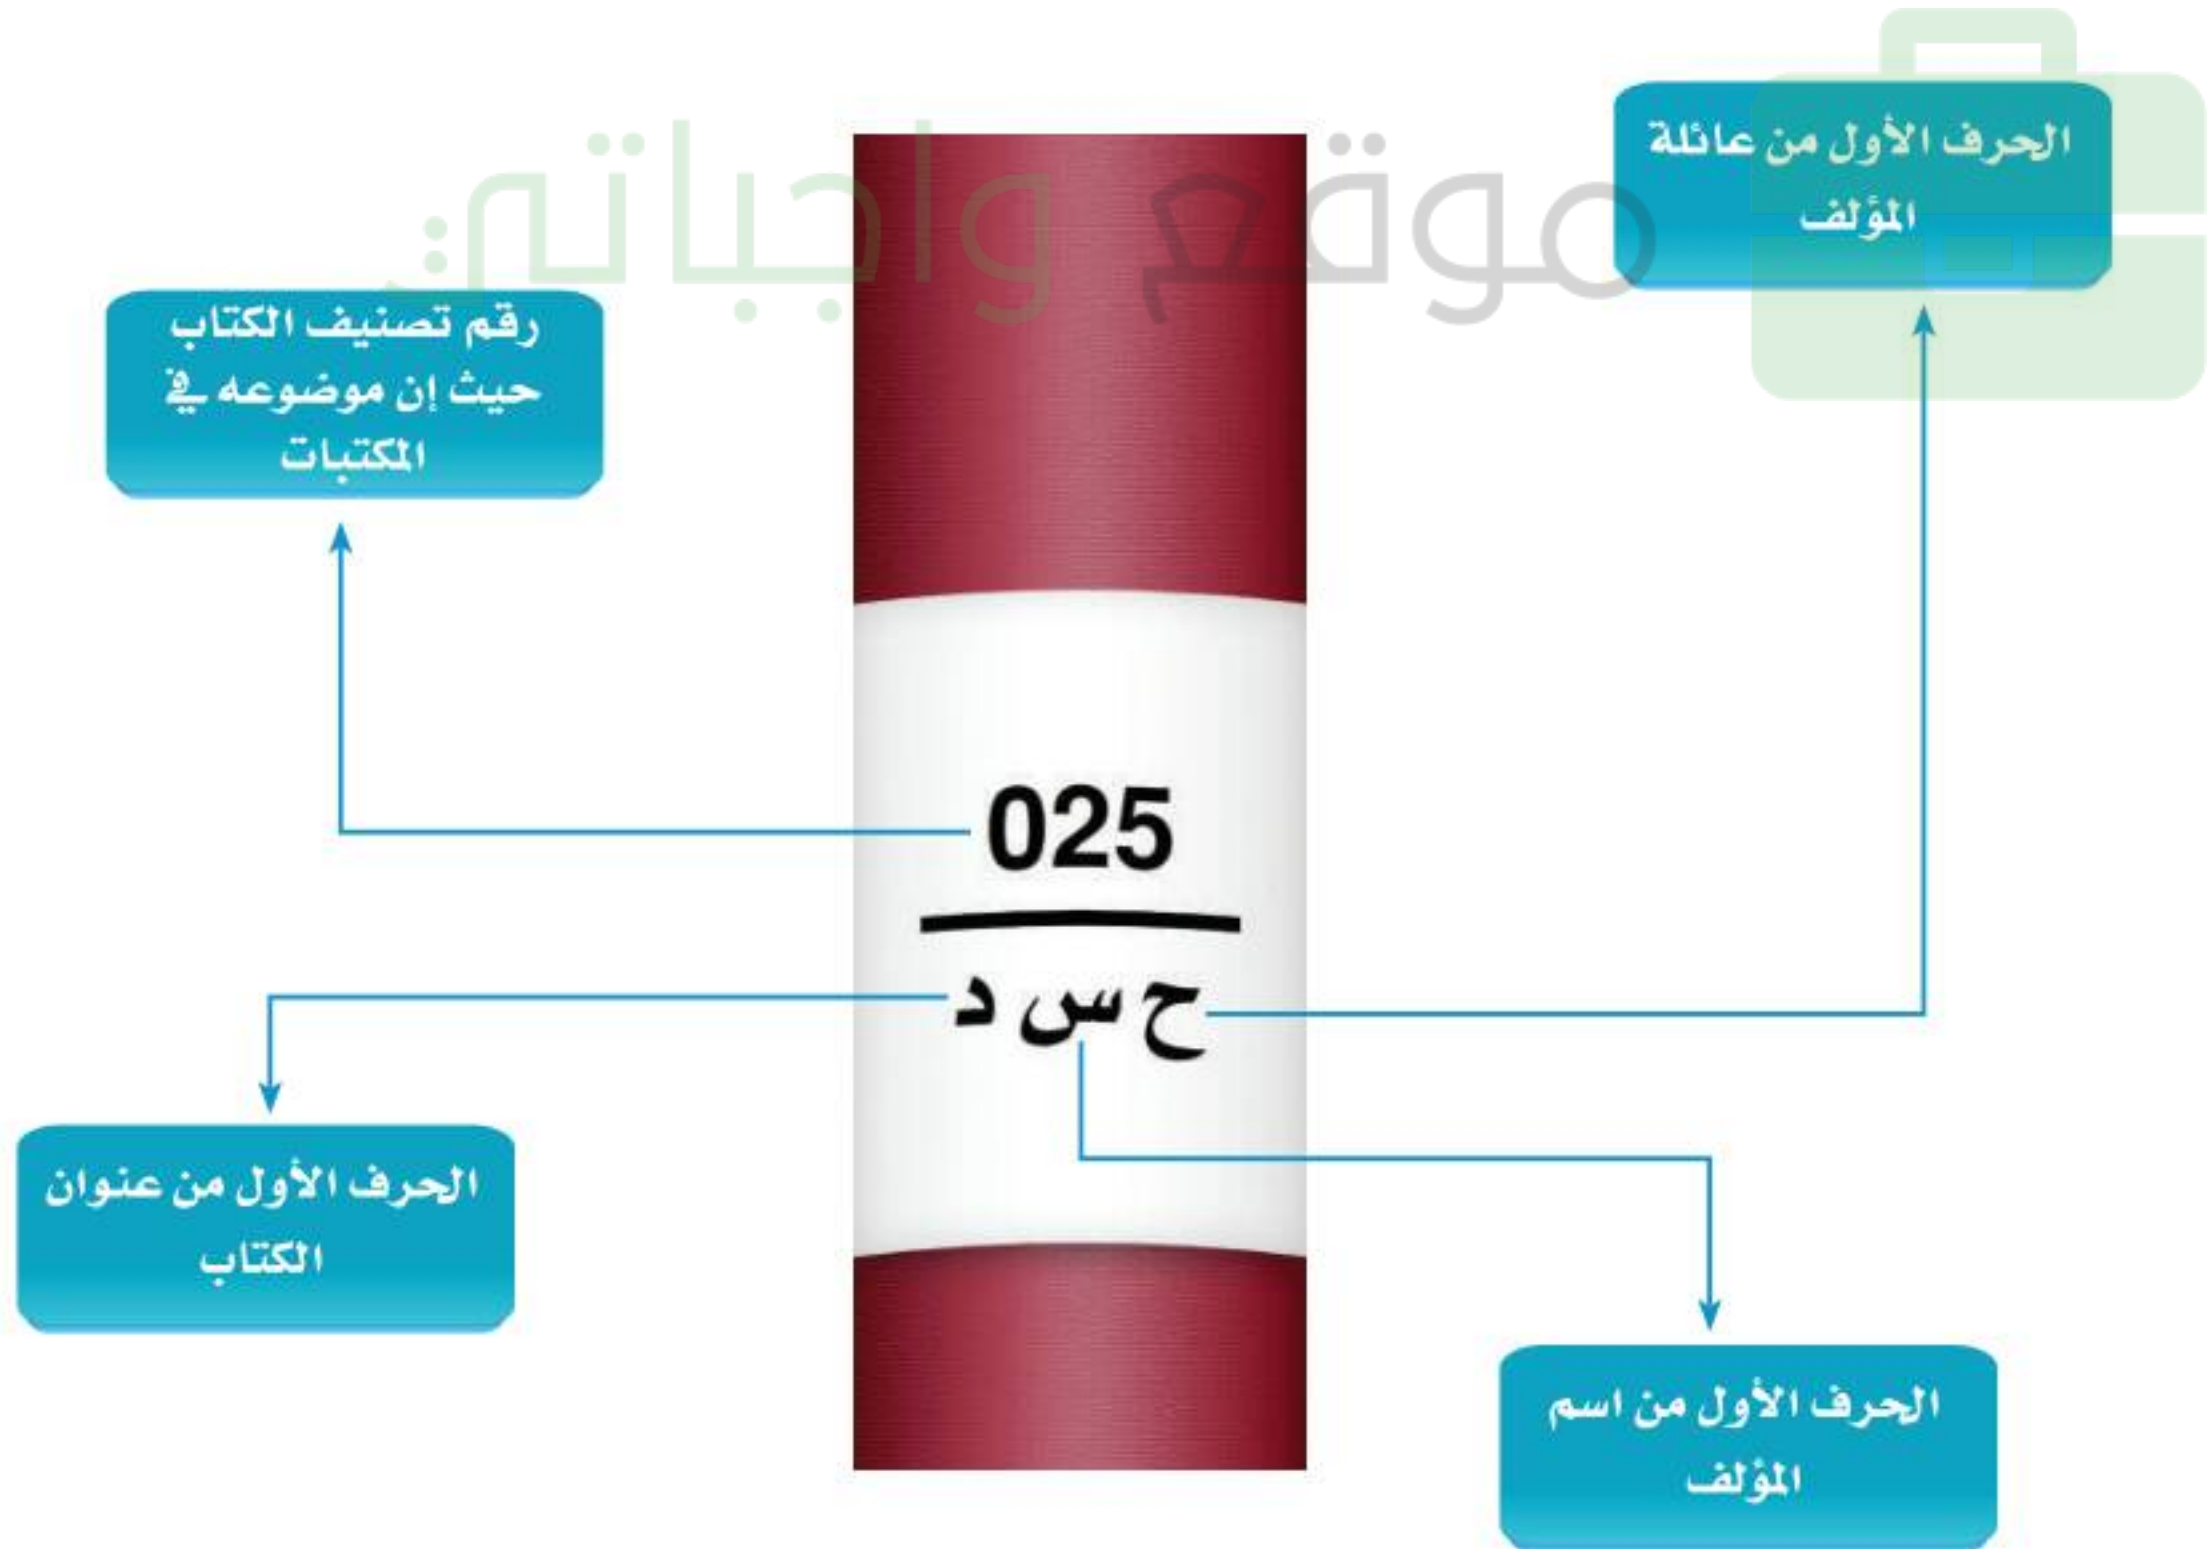 موقع واجباتي
الحرف الأول من عائلة
المؤلف
رقم تصنيف الكتاب
حيث إن موضوعه في
المكتبات
025
ح س د
الحرف الأول من عنوان
الكتاب
الحرف الأول من اسم
المؤلف